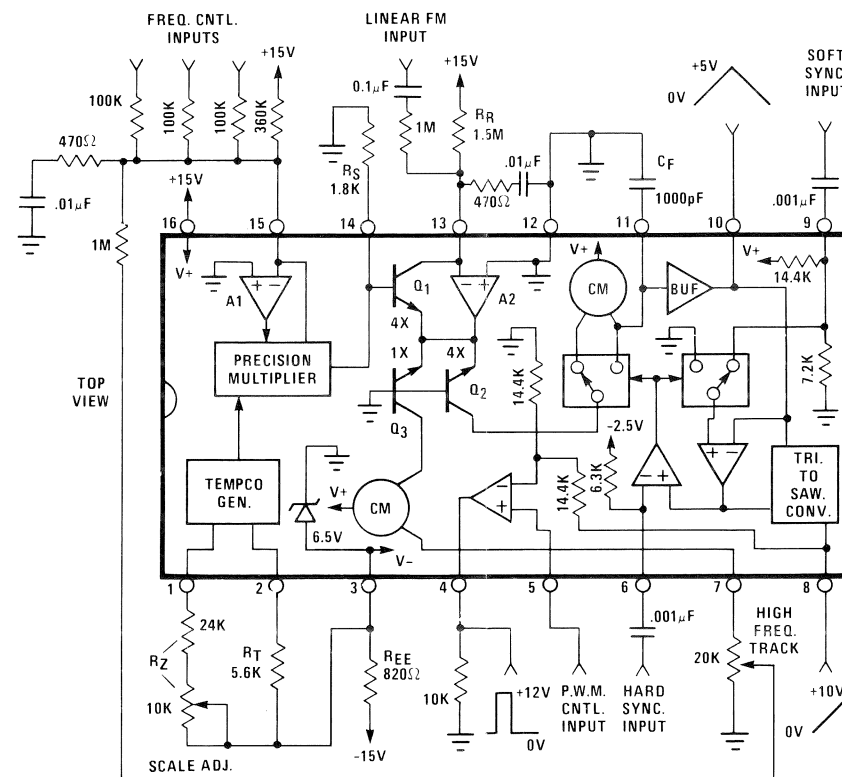 FREQ. CNTL.
INPUTS
LINEAR FM
INPUT
+15V
+15V
+5V
0V
SOFT
SYNC
INPUT
100K
100K
100K
360K
0.1µF
1M
RR
1.5M
470Ω
.01µF
+15V
RS
1.8K
.01µF
470Ω
CF
1000pF
.001µF
1M
16
15
14
13
12
11
10
9
V+
A1
+ −
Q1
4X
− +
A2
V+
CM
BUF
V+
14.4K
PRECISION
MULTIPLIER
1X
4X
Q3
Q2
14.4K
7.2K
TOP
VIEW
TEMPCO
GEN.
V+
CM
6.5V
V−
−
+
14.4K
−2.5V
6.3K
− +
+ −
TRI.
TO
SAW.
CONV.
1
2
3
4
5
6
7
8
24K
RZ
10K
RT
5.6K
REE
820Ω
−15V
10K
+12V
0V
P.W.M.
CNTL.
INPUT
.001µF
HARD
SYNC.
INPUT
20K
HIGH
FREQ.
TRACK
+10V
0V
SCALE ADJ.